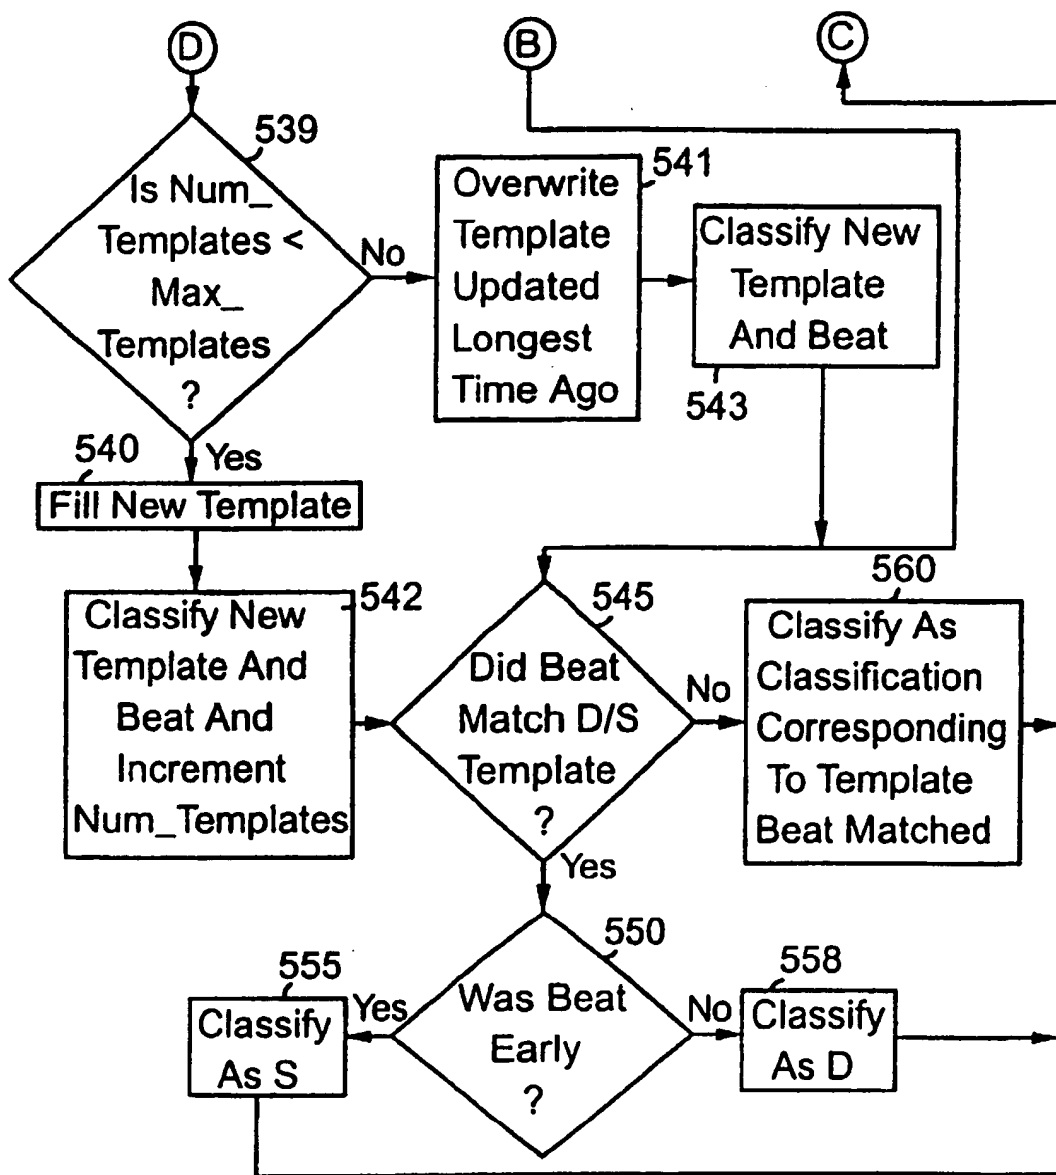 D
B
C
539
Is Num_
Templates <
Max_
Templates
?
No
Yes
541
Overwrite
Template
Updated
Longest
Time Ago
Classify New
Template
And Beat
543
540
Fill New Template
542
Classify New
Template And
Beat And
Increment
Num_Templates
545
Did Beat
Match D/S
Template
?
No
Yes
560
Classify As
Classification
Corresponding
To Template
Beat Matched
550
Was Beat
Early
?
Yes
No
555
Classify
As S
558
Classify
As D